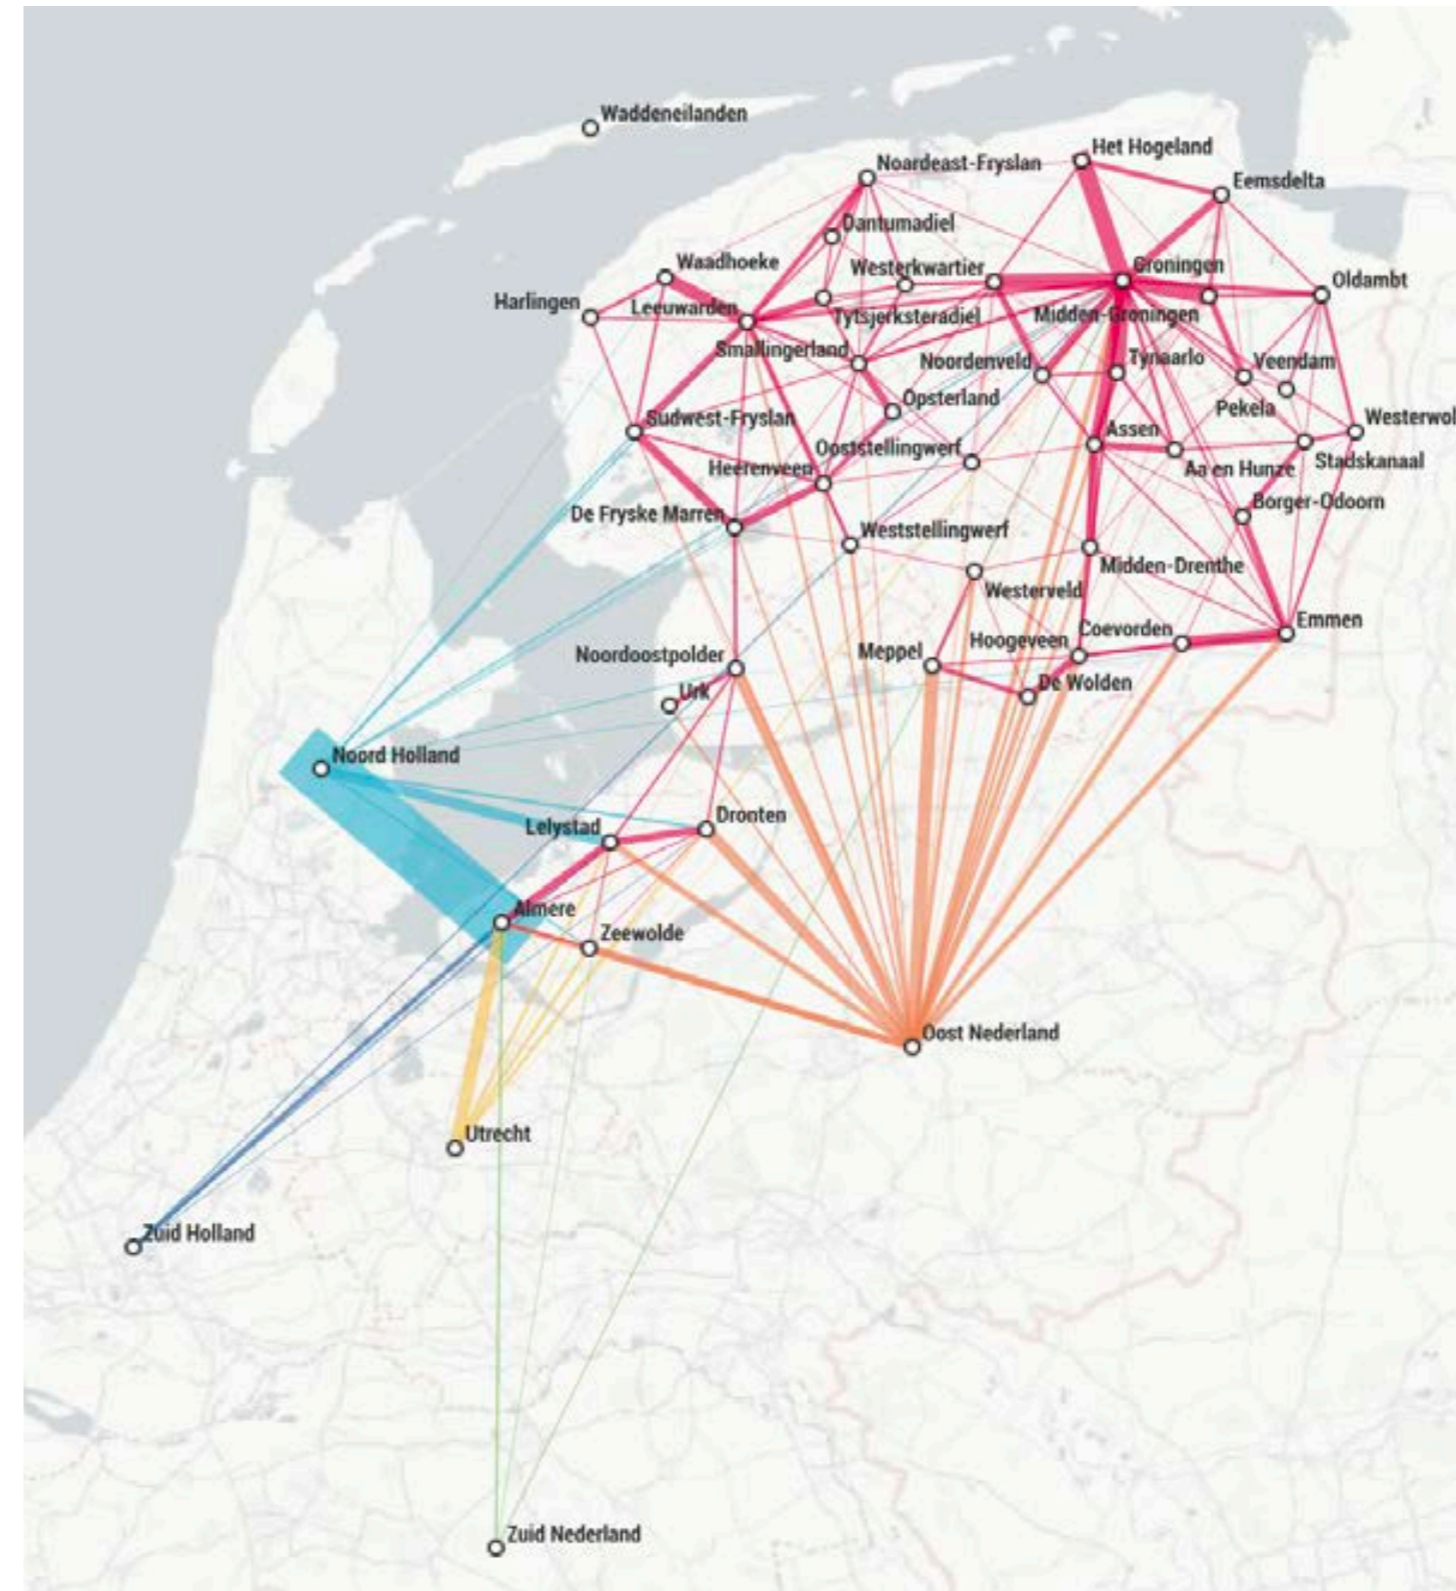 Waddeneilanden
Het Hogeland
Noardeast-Fryslan
Eemsdelta
Dantumadiel
Waadhoeke
Westerkwartier
Groningen
Oldambt
Harlingen
Leeuwarden
Tytsjerksteradiel
Midden-Groningen
Smallingerland
Noordenveld
Tynaarlo
Veendam
Opsterland
Pekela
Sudwest-Fryslan
Westerwol
Assen
Ooststellingwerf
Heerenveen
Aa en Hunze
Stadskanaal
Borger-Odoorn
De Fryske Marren
Weststellingwerf
Midden-Drenthe
Westerveld
Emmen
Coevorden
Hoogeveen
Meppel
Noordoostpolder
De Wolden
Urk
Noord Holland
Dronten
Lelystad
Almere
Zeewolde
Oost Nederland
Utrecht
Zuid Holland
Zuid Nederland